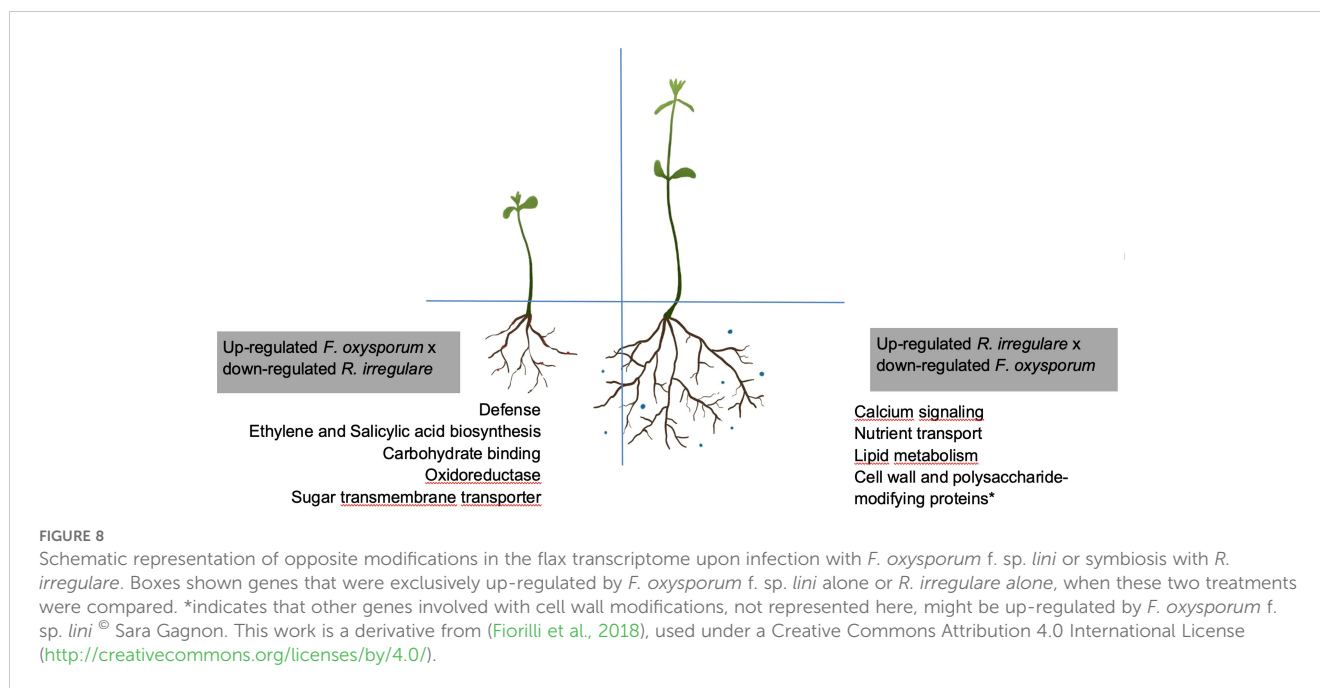 Up-regulated F. oxysporum x
down-regulated R. irregulare
Defense
Ethylene and Salicylic acid biosynthesis
Carbohydrate binding
Oxidoreductase
Sugar transmembrane transporter
Up-regulated R. irregulare x
down-regulated F. oxysporum
Calcium signaling
Nutrient transport
Lipid metabolism
Cell wall and polysaccharide-
modifying proteins*
FIGURE 8
Schematic representation of opposite modifications in the flax transcriptome upon infection with F. oxysporum f. sp. lini or symbiosis with R.
irregulare. Boxes shown genes that were exclusively up-regulated by F. oxysporum f. sp. lini alone or R. irregulare alone, when these two treatments
were compared. *indicates that other genes involved with cell wall modifications, not represented here, might be up-regulated by F. oxysporum f.
sp. lini © Sara Gagnon. This work is a derivative from (Fiorilli et al., 2018), used under a Creative Commons Attribution 4.0 International License
(http://creativecommons.org/licenses/by/4.0/).